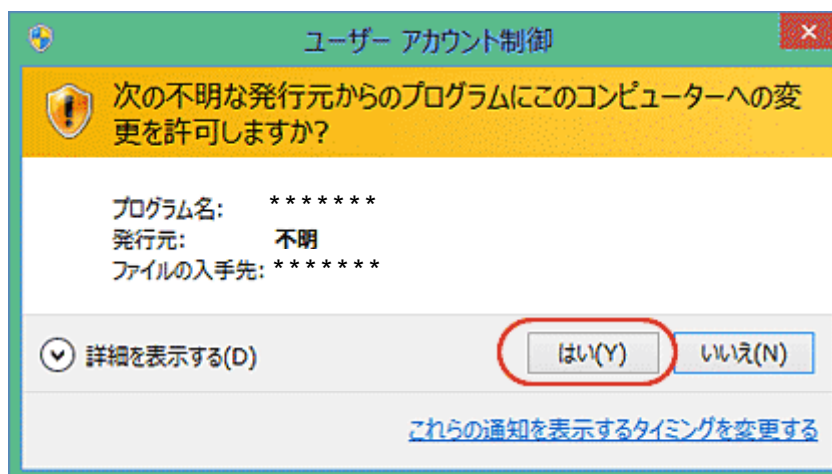 ユーザー アカウント制御
次の不明な発行元からのプログラムにこのコンピューターへの変
更を許可しますか?
プログラム名: *******
発行元: 不明
ファイルの入手先: *******
詳細を表示する(D) はい(Y) いいえ(N)
これらの通知を表示するタイミングを変更する